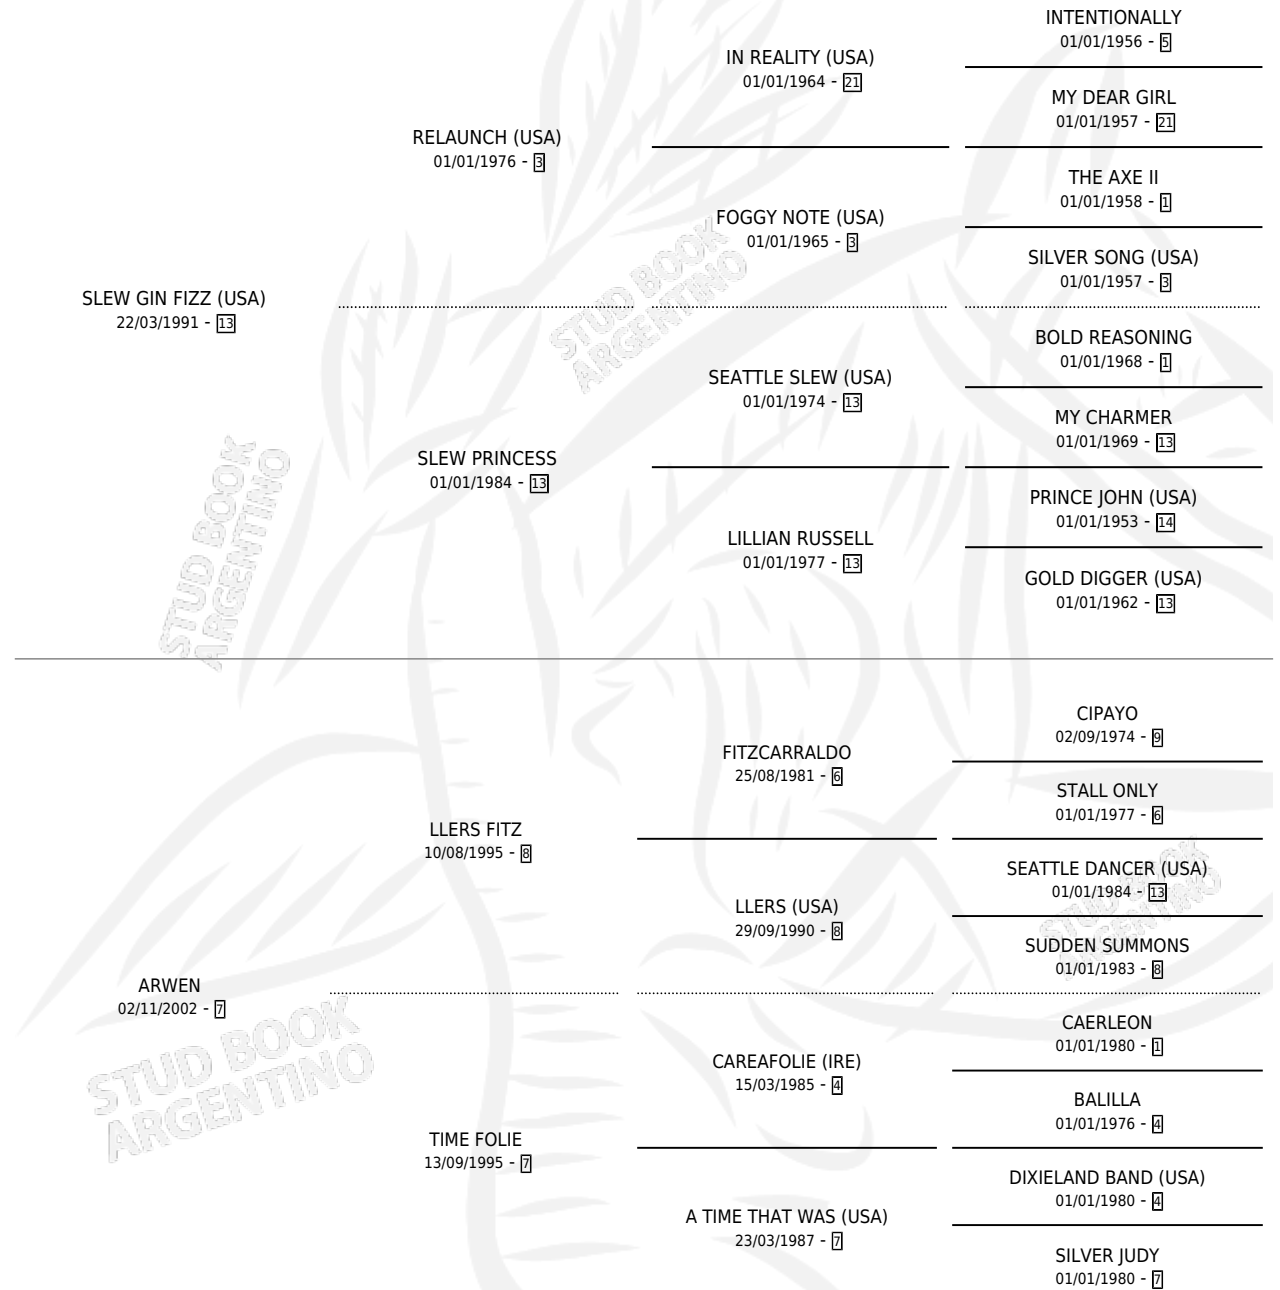 INTENTIONALLY
01/01/1956 - 5
IN REALITY (USA)
01/01/1964 - 21
MY DEAR GIRL
01/01/1957 - 21
RELAUNCH (USA)
01/01/1976 - 3
THE AXE II
01/01/1958 - 1
FOGGY NOTE (USA)
01/01/1965 - 3
SILVER SONG (USA)
01/01/1957 - 3
SLEW GIN FIZZ (USA)
22/03/1991 - 13
STUD BOOK
ARGENTINO
BOLD REASONING
01/01/1968 - 1
SEATTLE SLEW (USA)
01/01/1974 - 13
MY CHARMER
01/01/1969 - 13
SLEW PRINCESS
01/01/1984 - 13
PRINCE JOHN (USA)
01/01/1953 - 14
LILLIAN RUSSELL
01/01/1977 - 13
GOLD DIGGER (USA)
01/01/1962 - 13
STUD BOOK
ARGENTINO
CIPAYO
02/09/1974 - 9
FITZCARRALDO
25/08/1981 - 6
STALL ONLY
01/01/1977 - 6
LLERS FITZ
10/08/1995 - 8
SEATTLE DANCER (USA)
01/01/1984 - 13
LLERS (USA)
29/09/1990 - 8
STUD BOOK
ARGENTINO
SUDDEN SUMMONS
01/01/1983 - 8
ARWEN
02/11/2002 - 7
CAERLEON
01/01/1980 - 1
CAREAFOLIE (IRE)
15/03/1985 - 4
STUD BOOK
ARGENTINO
BALILLA
01/01/1976 - 4
TIME FOLIE
13/09/1995 - 7
DIXIELAND BAND (USA)
01/01/1980 - 4
A TIME THAT WAS (USA)
23/03/1987 - 7
SILVER JUDY
01/01/1980 - 7